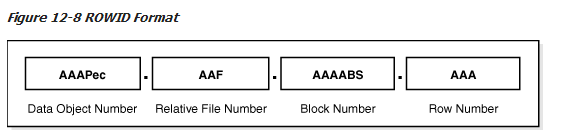 Figure 12-8 ROWID Format
AAAPec . AAF . AAAABS . AAA
Data Object Number Relative File Number Block Number Row Number